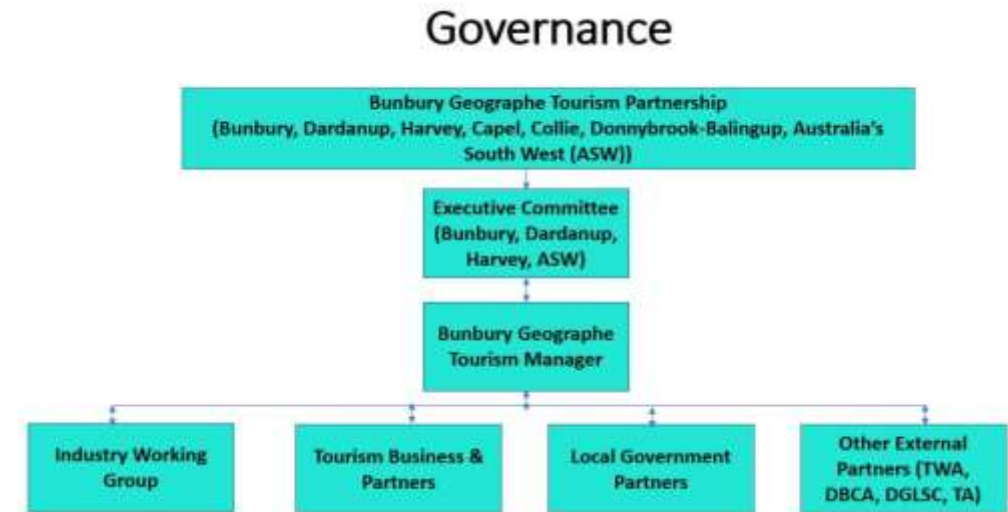 Governance
Bunbury Geographe Tourism Partnership
(Bunbury, Dardanup, Harvey, Capel, Collie, Donnybrook-Balingup, Australia's
South West (ASW))
Executive Committee
(Bunbury, Dardanup,
Harvey, ASW)
Bunbury Geographe
Tourism Manager
Industry Working
Group
Tourism Business &
Partners
Local Government
Partners
Other External
Partners (TWA,
DBCA, DGLSC, TA)